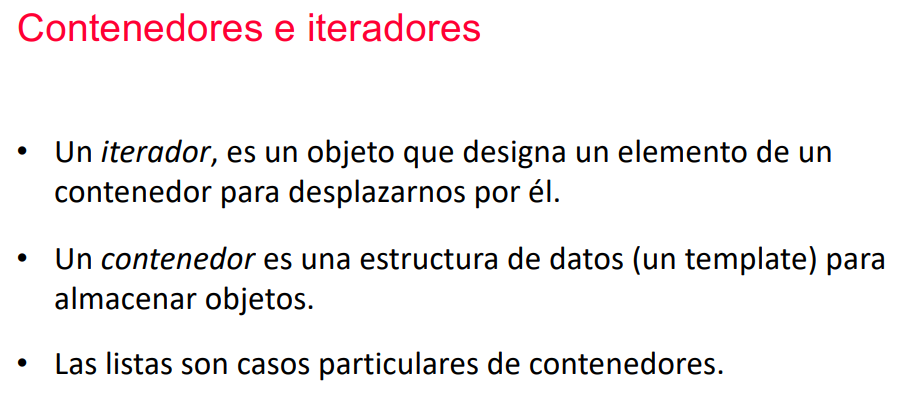 Contenedores e iteradores
• Un iterador, es un objeto que designa un elemento de un
contenedor para desplazarnos por él.
• Un contenedor es una estructura de datos (un template) para
almacenar objetos.
• Las listas son casos particulares de contenedores.